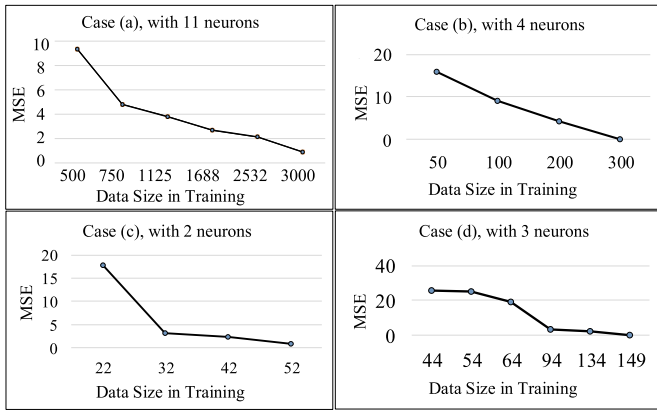 Case (a), with 11 neurons
10
8
6
4
2
0
MSE
500 750 1125 1688 2532 3000
Data Size in Training
Case (b), with 4 neurons
20
10
0
MSE
50 100 200 300
Data Size in Training
Case (c), with 2 neurons
20
15
10
5
0
MSE
22 32 42 52
Data Size in Training
Case (d), with 3 neurons
40
20
0
MSE
44 54 64 94 134 149
Data Size in Training